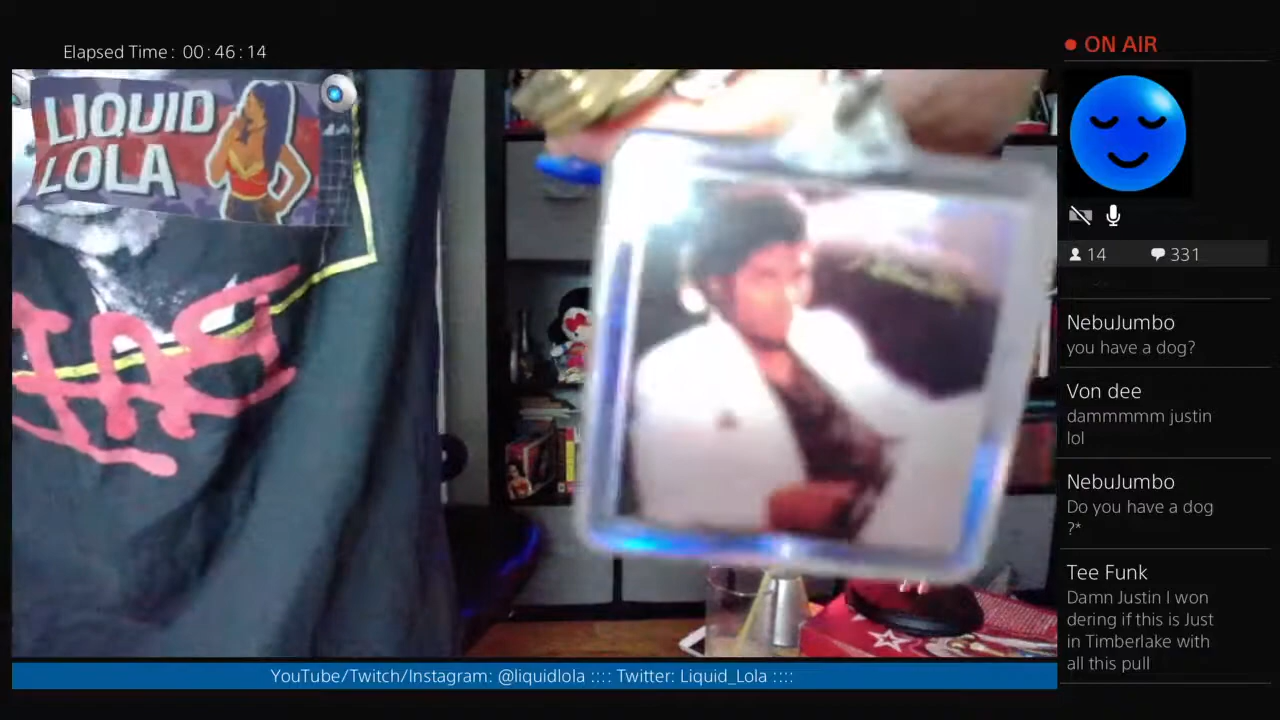 Elapsed Time: 00:46:14
ON AIR
LIQUID
LOLA
14
331
NebuJumbo
you have a dog?
Von dee
dammmmm justin
lol
NebuJumbo
Do you have a dog
?*
Tee Funk
Damn Justin I won
dering if this is Just
in Timberlake with
all this pull
YouTube/Twitch/Instagram: @liquidlola :::: Twitter: Liquid_Lola ::::